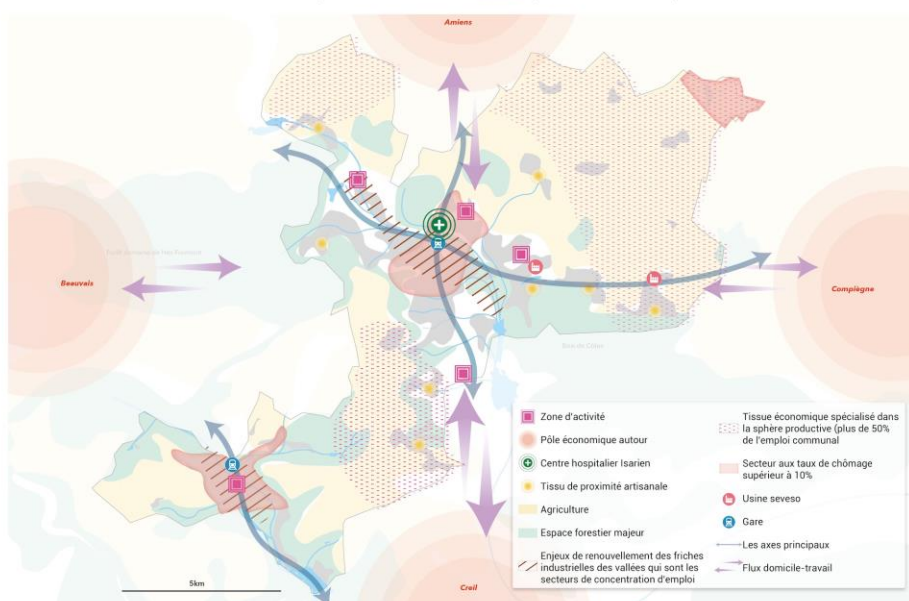 Amiens
Beauvais
Compiègne
Bois de Côtier
Creil
5km
Zone d'activité
Pôle économique autour
Centre hospitalier Isarien
Tissu de proximité artisanale
Agriculture
Espace forestier majeur
Enjeux de renouvellement des friches
industrielles des vallées qui sont les
secteurs de concentration d'emploi
Tissue économique spécialisé dans
la sphère productive (plus de 50%
de l'emploi communal
Secteur aux taux de chômage
supérieur à 10%
Usine seveso
Gare
Les axes principaux
Flux domicile-travail